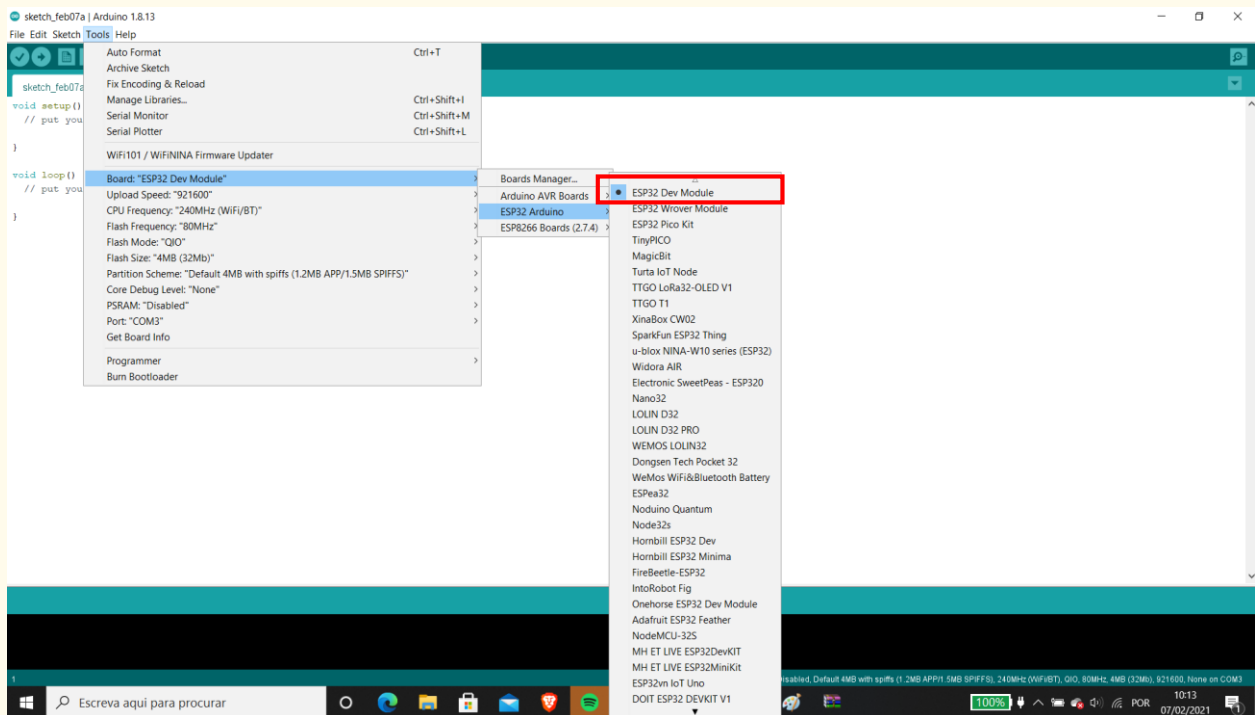 sketch_feb07a | Arduino 1.8.13
File Edit Sketch Tools Help
sketch_feb07a
void setup()
// put you
}
void loop()
// put you
}
Auto Format Ctrl+T
Archive Sketch
Fix Encoding & Reload
Manage Libraries... Ctrl+Shift+I
Serial Monitor Ctrl+Shift+M
Serial Plotter Ctrl+Shift+L
WiFi101 / WiFiNINA Firmware Updater
Board: "ESP32 Dev Module"
Upload Speed: "921600"
CPU Frequency: "240MHz (WiFi/BT)"
Flash Frequency: "80MHz"
Flash Mode: "QIO"
Flash Size: "4MB (32Mb)"
Partition Scheme: "Default 4MB with spiffs (1.2MB APP/1.5MB SPIFFS)"
Core Debug Level: "None"
PSRAM: "Disabled"
Port: "COM3"
Get Board Info
Programmer
Burn Bootloader
Boards Manager...
Arduino AVR Boards
ESP32 Arduino
ESP8266 Boards (2.7.4)
ESP32 Dev Module
ESP32 Wrover Module
ESP32 Pico Kit
TinyPICO
MagicBit
Turta IoT Node
TTGO LoRa32-OLED V1
TTGO T1
XinaBox CW02
SparkFun ESP32 Thing
u-blox NINA-W10 series (ESP32)
Widora AIR
Electronic SweetPeas - ESP320
Nano32
LOLIN D32
LOLIN D32 PRO
WEMOS LOLIN32
Dongsen Tech Pocket 32
WeMos WiFi&Bluetooth Battery
ESPea32
Noduino Quantum
Node32s
Hornbill ESP32 Dev
Hornbill ESP32 Minima
FireBeetle-ESP32
IntoRobot Fig
Onehorse ESP32 Dev Module
Adafruit ESP32 Feather
NodeMCU-32S
MH ET LIVE ESP32DevKIT
MH ET LIVE ESP32MiniKit
ESP32vn IoT Uno
DOIT ESP32 DEVKIT V1
1
isabled, Default 4MB with spiffs (1.2MB APP/1.5MB SPIFFS), 240MHz (WiFi/BT), QIO, 80MHz, 4MB (32Mb), 921600, None on COM3
Escreva aqui para procurar
100%
POR
10:13
07/02/2021
1